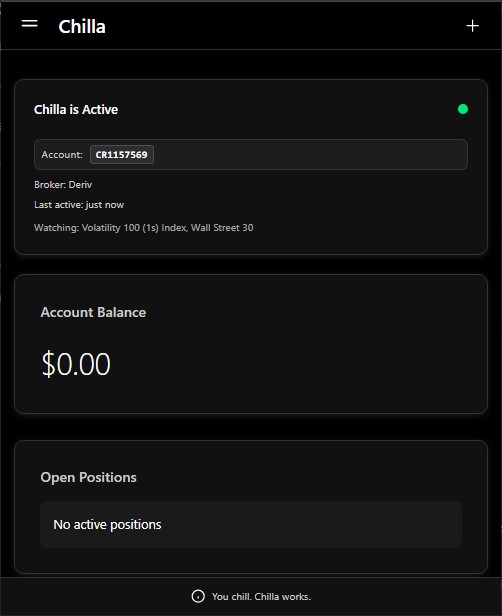 Chilla
Chilla is Active
Account: CR1157569
Broker: Deriv
Last active: just now
Watching: Volatility 100 (1s) Index, Wall Street 30
Account Balance
$0.00
Open Positions
No active positions
You chill. Chilla works.